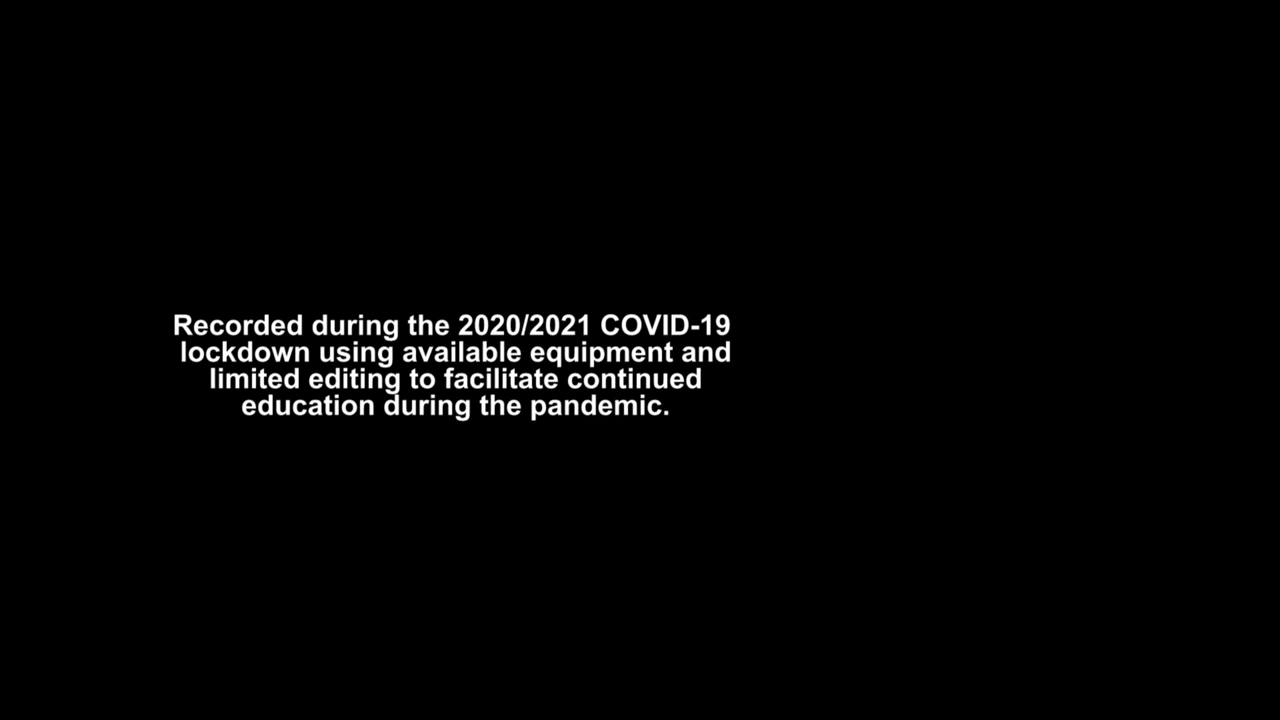 Recorded during the 2020/2021 COVID-19
lockdown using available equipment and
limited editing to facilitate continued
education during the pandemic.